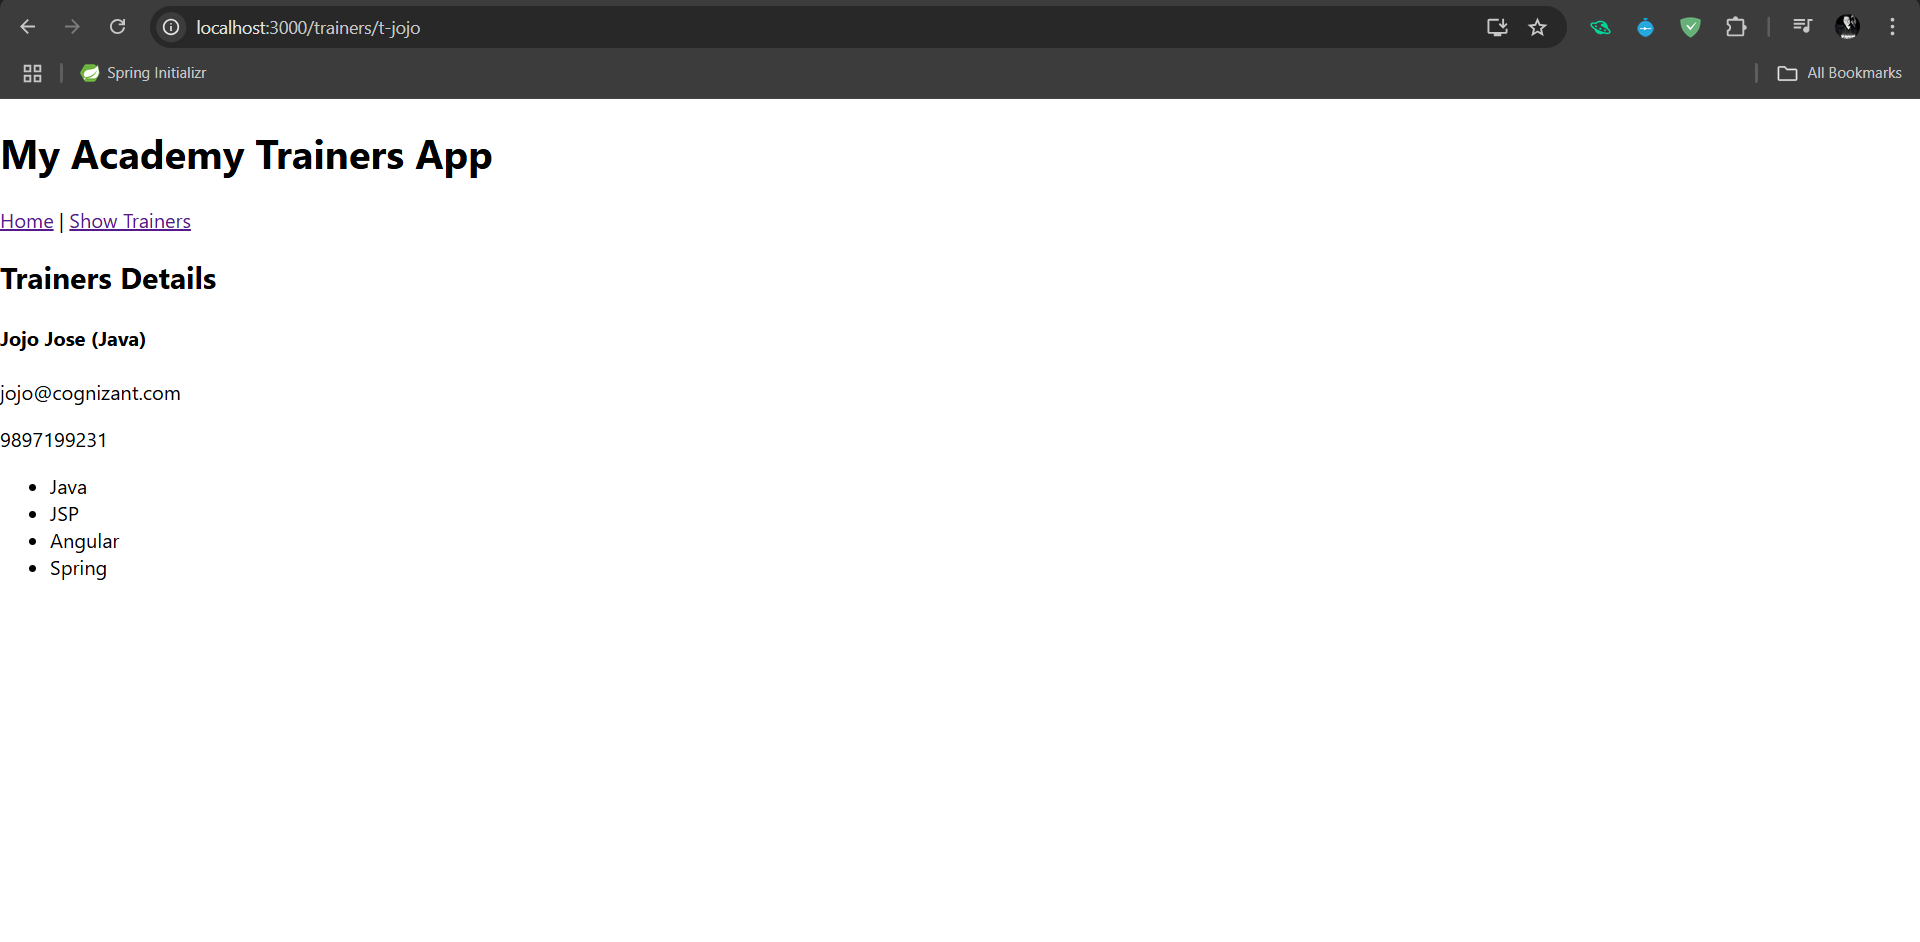 localhost:3000/trainers/t-jojo
Spring Initializr
All Bookmarks
My Academy Trainers App
Home | Show Trainers
Trainers Details
Jojo Jose (Java)
jojo@cognizant.com
9897199231
Java
JSP
Angular
Spring